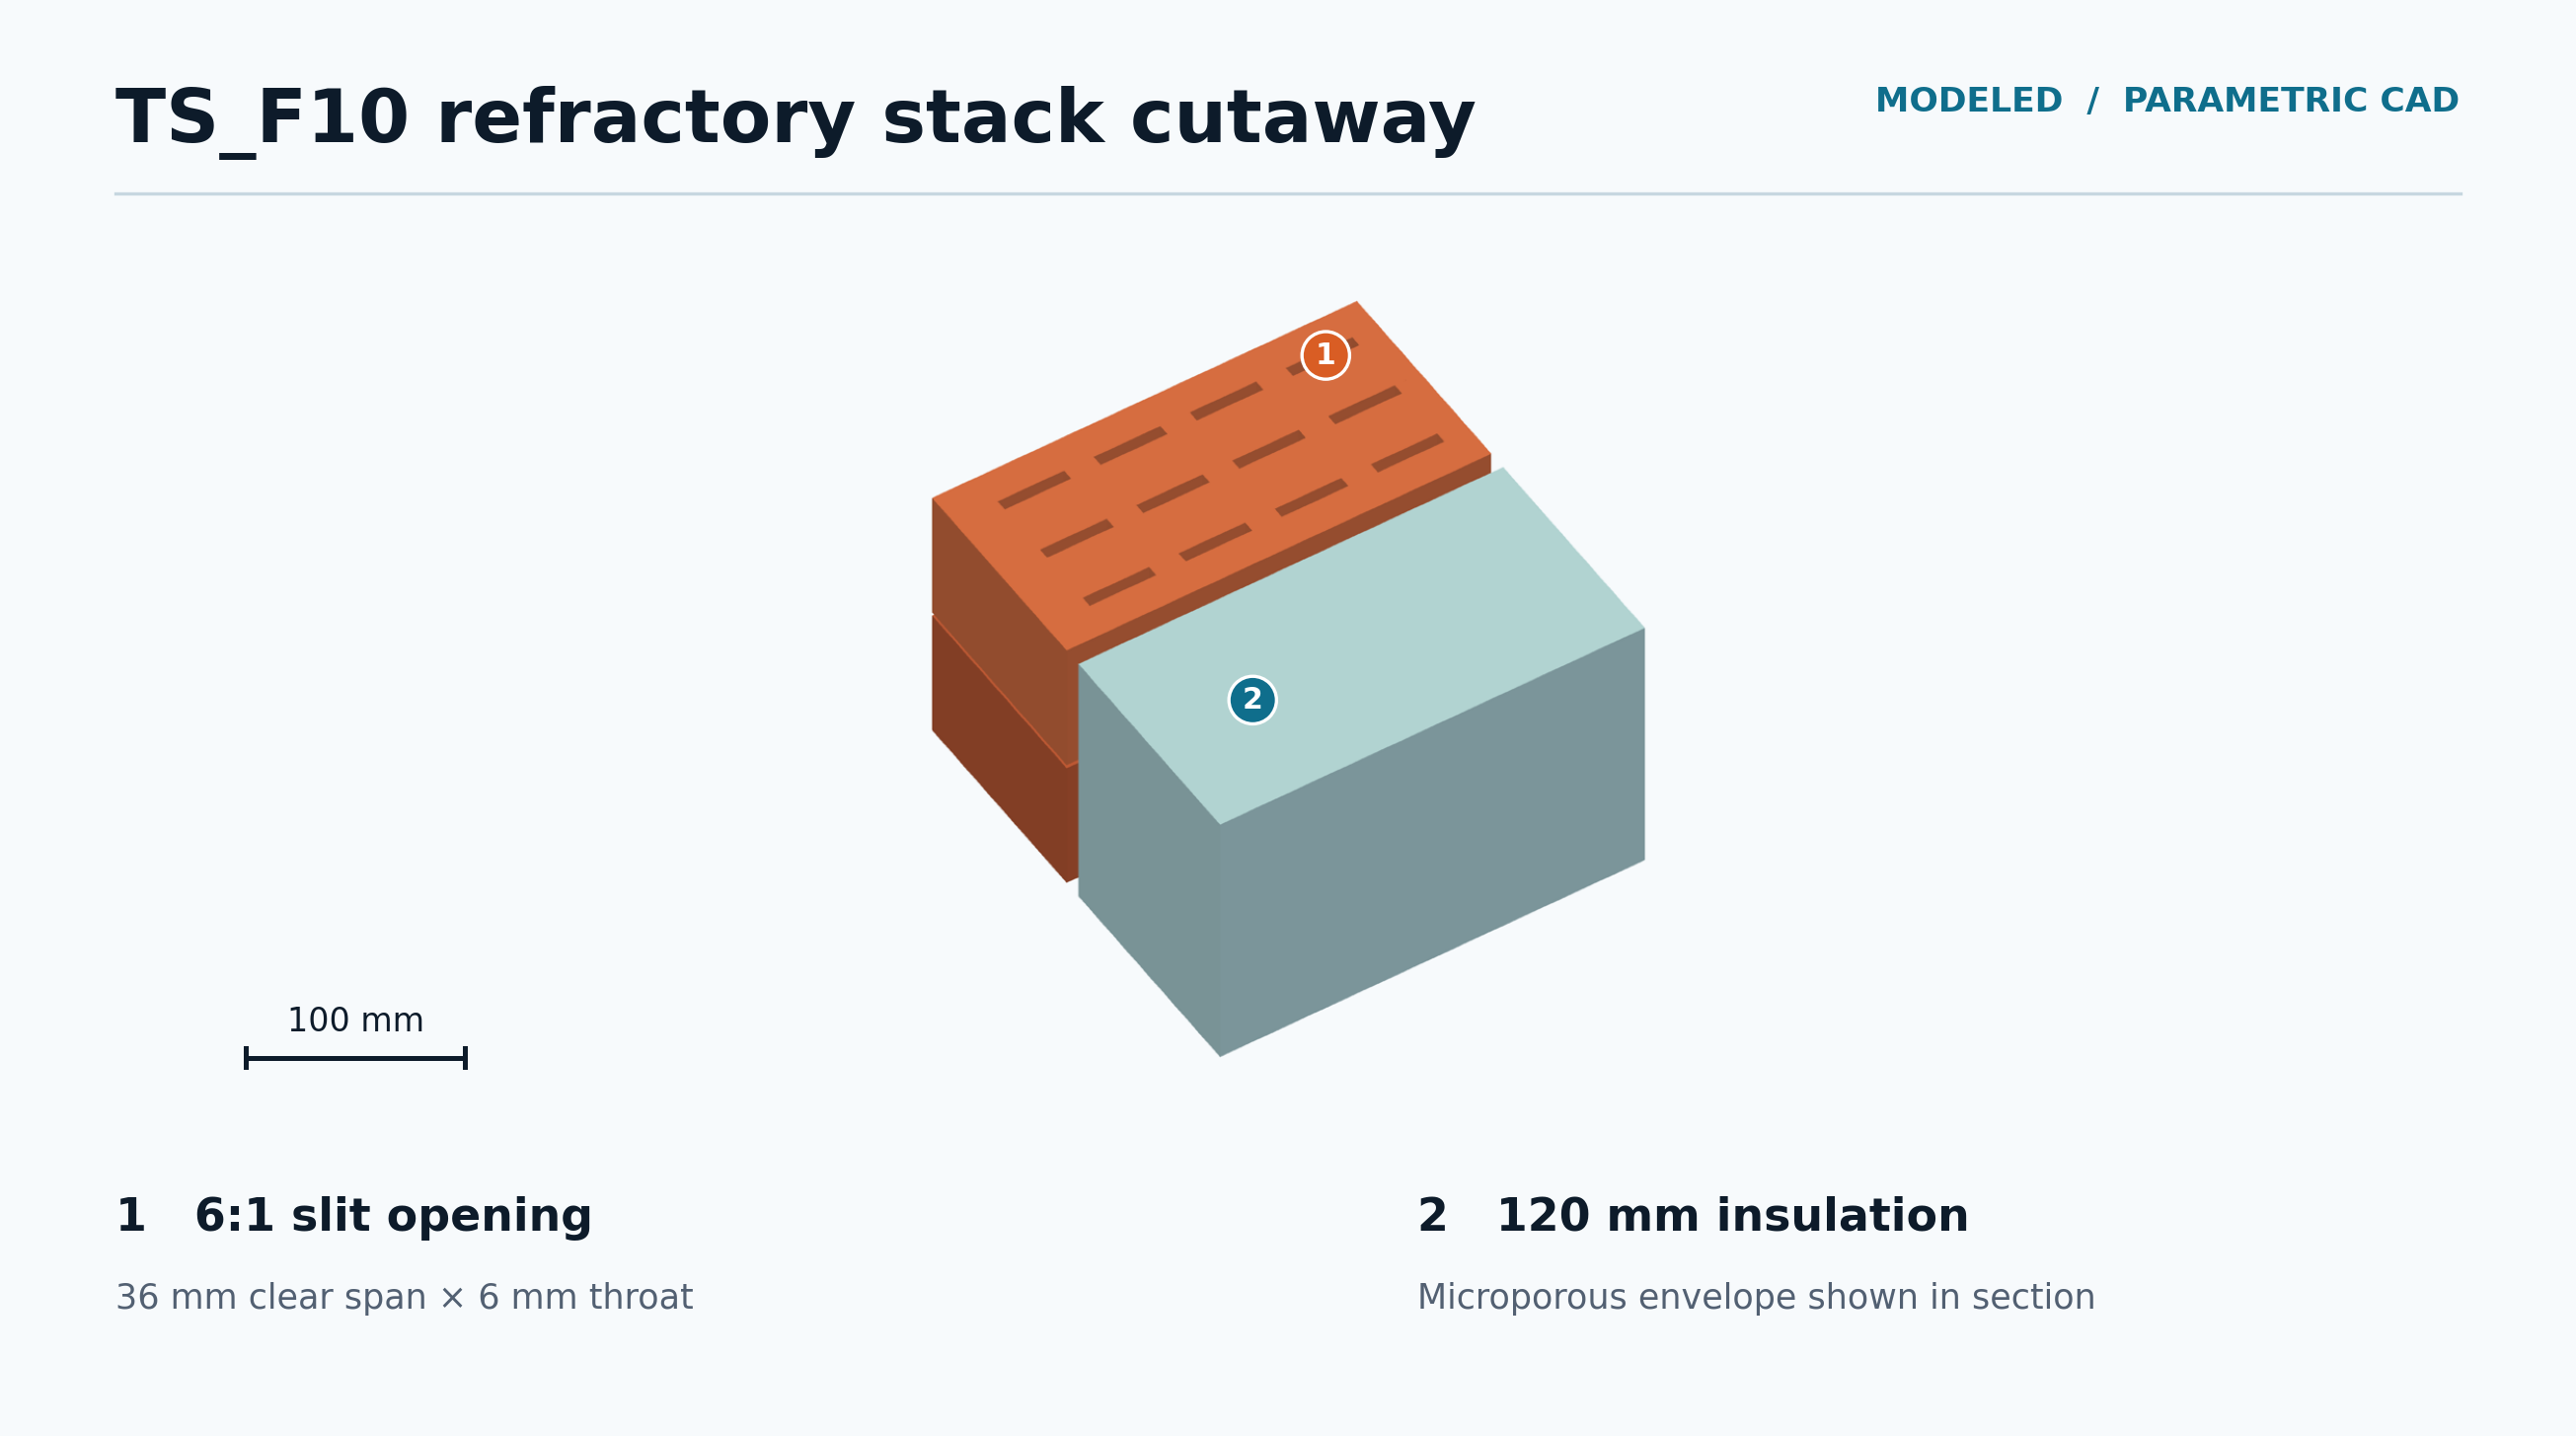 TS_F10 refractory stack cutaway
MODELED / PARAMETRIC CAD
1
2
100 mm
1 6:1 slit opening
36 mm clear span × 6 mm throat
2 120 mm insulation
Microporous envelope shown in section